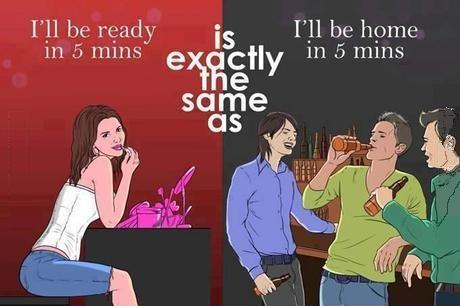 I'll be ready
in 5 mins
is
exactly
the
same
as
I'll be home
in 5 mins